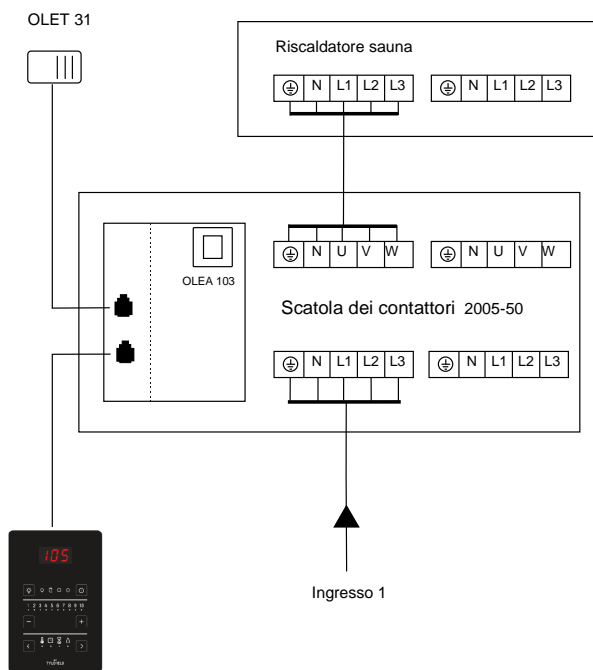 OLET 31
Riscaldatore sauna
N L1 L2 L3
N L1 L2 L3
N U V W
N U V W
OLEA 103
Scatola dei contattori 2005-50
N L1 L2 L3
N L1 L2 L3
Ingresso 1
105
1 2 3 4 5 6 7 8 9 10
TYLÖHELO